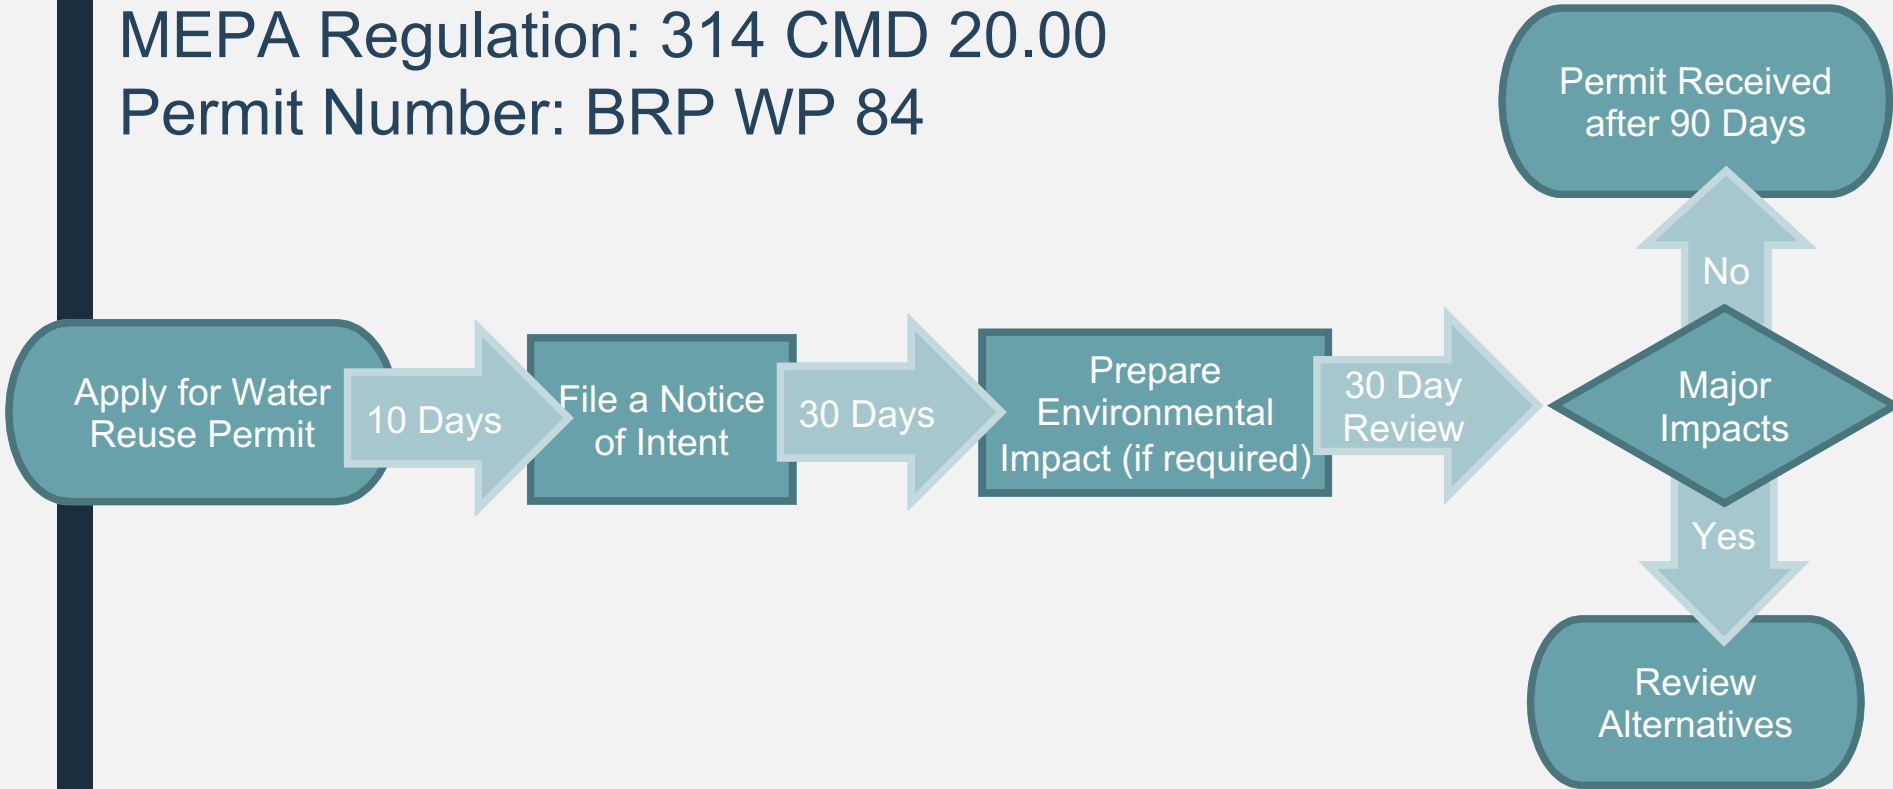 MEPA Regulation: 314 CMD 20.00
Permit Number: BRP WP 84
Apply for Water
Reuse Permit
10 Days
File a Notice
of Intent
30 Days
Prepare
Environmental
Impact (if required)
30 Day
Review
Major
Impacts
No
Permit Received
after 90 Days
Yes
Review
Alternatives